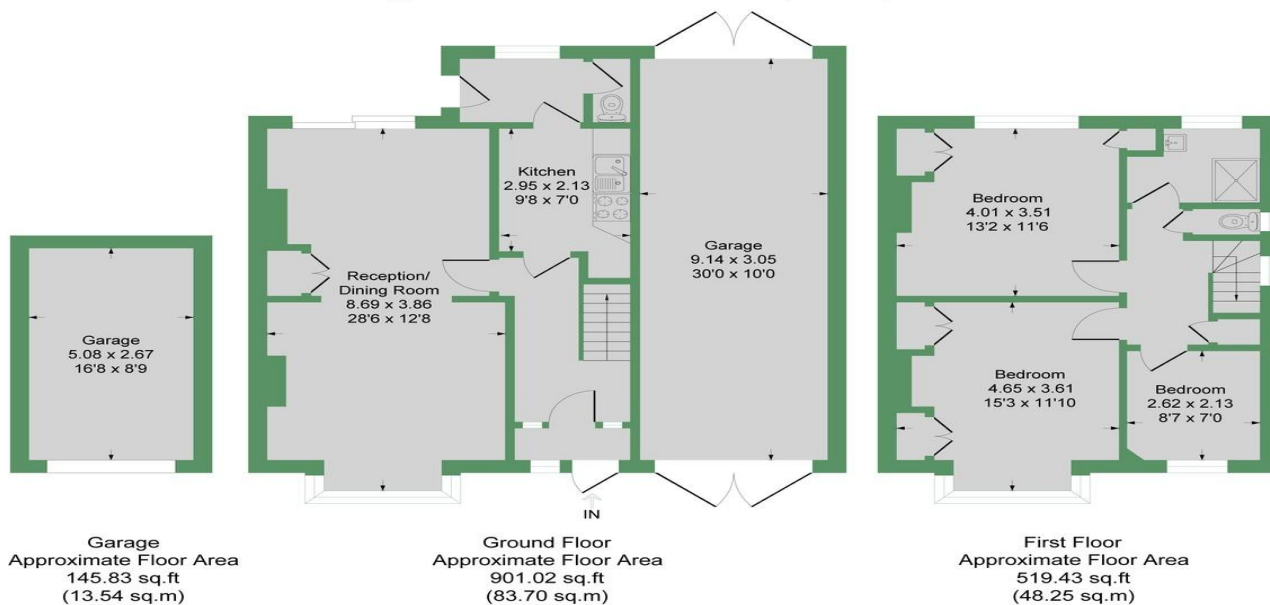 Kitchen
2.95 x 2.13
9'8 x 7'0
Reception/
Dining Room
8.69 x 3.86
28'6 x 12'8
Garage
9.14 x 3.05
30'0 x 10'0
Garage
5.08 x 2.67
16'8 x 8'9
Bedroom
4.01 x 3.51
13'2 x 11'6
Bedroom
4.65 x 3.61
15'3 x 11'10
Bedroom
2.62 x 2.13
8'7 x 7'0
IN
Garage
Approximate Floor Area
145.83 sq.ft
(13.54 sq.m)
Ground Floor
Approximate Floor Area
901.02 sq.ft
(83.70 sq.m)
First Floor
Approximate Floor Area
519.43 sq.ft
(48.25 sq.m)